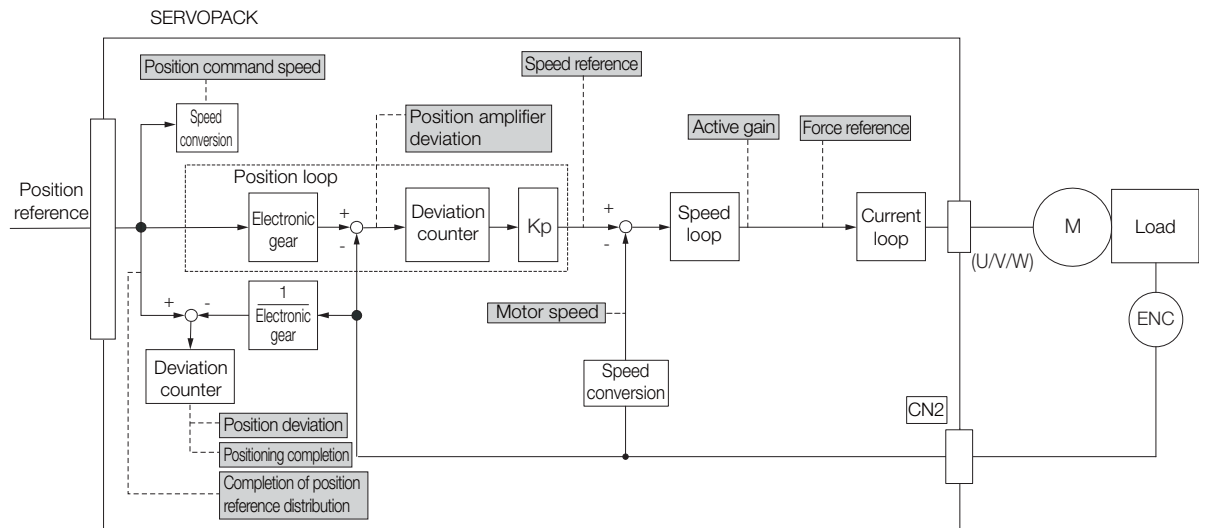 SERVOPACK
Position command speed
Speed
conversion
Speed reference
Position amplifier
deviation
Active gain
Force reference
Position
reference
Position loop
Electronic
gear
+
-
Deviation
counter
Kp
+
-
Speed
loop
Current
loop
(U/V/W)
M
Load
ENC
+
-
1
Electronic
gear
Motor speed
Deviation
counter
Speed
conversion
CN2
Position deviation
Positioning completion
Completion of position
reference distribution